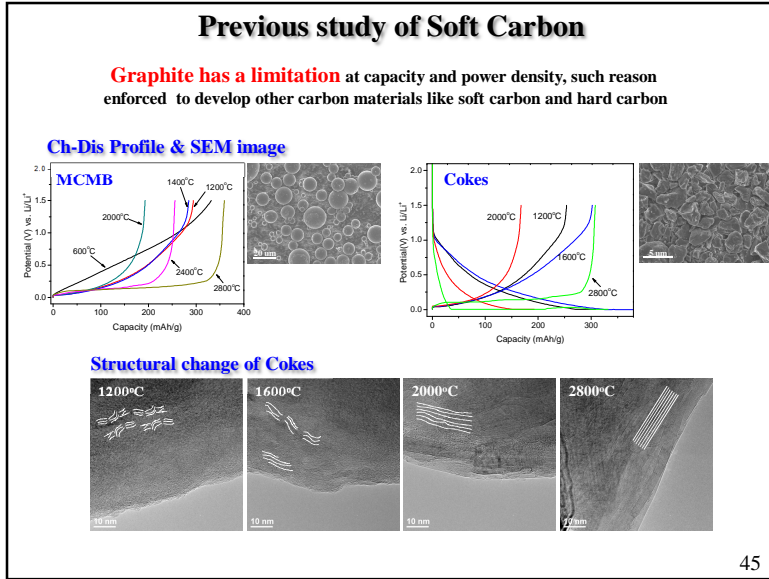 Previous study of Soft Carbon
Graphite has a limitation at capacity and power density, such reason
enforced to develop other carbon materials like soft carbon and hard carbon
Ch-Dis Profile & SEM image
MCMB
Potential (V) vs. Li/Li⁺
2.0
1.5
1.0
0.5
0.0
0
100
200
300
400
Capacity (mAh/g)
600°C
2000°C
1400°C
1200°C
2400°C
2800°C
20 um
Cokes
Potential(V) vs. Li/Li⁺
2.0
1.5
1.0
0.5
0.0
0
100
200
300
Capacity (mAh/g)
2000°C
1200°C
1600°C
2800°C
5 um
Structural change of Cokes
1200°C
10 nm
1600°C
10 nm
2000°C
10 nm
2800°C
10 nm
45